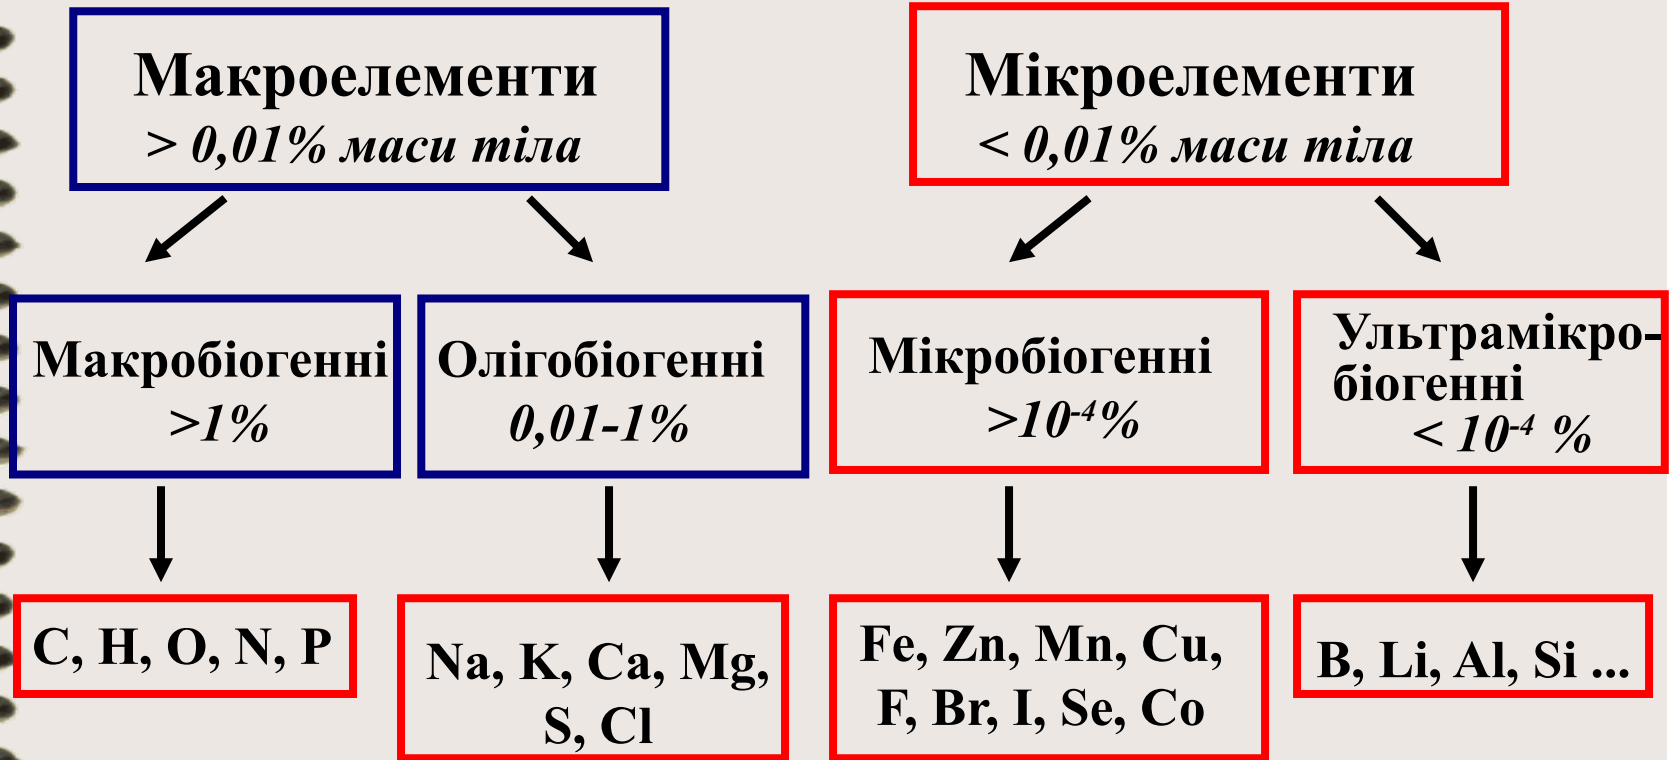 Макроелементи
> 0,01% маси тіла
Мікроелементи
< 0,01% маси тіла
Макробіогенні
>1%
Олігобіогенні
0,01-1%
Мікробіогенні
>10⁻⁴%
Ультрамікро-
біогенні
< 10⁻⁴ %
C, H, O, N, P
Na, K, Ca, Mg,
S, Cl
Fe, Zn, Mn, Cu,
F, Br, I, Se, Co
B, Li, Al, Si ...